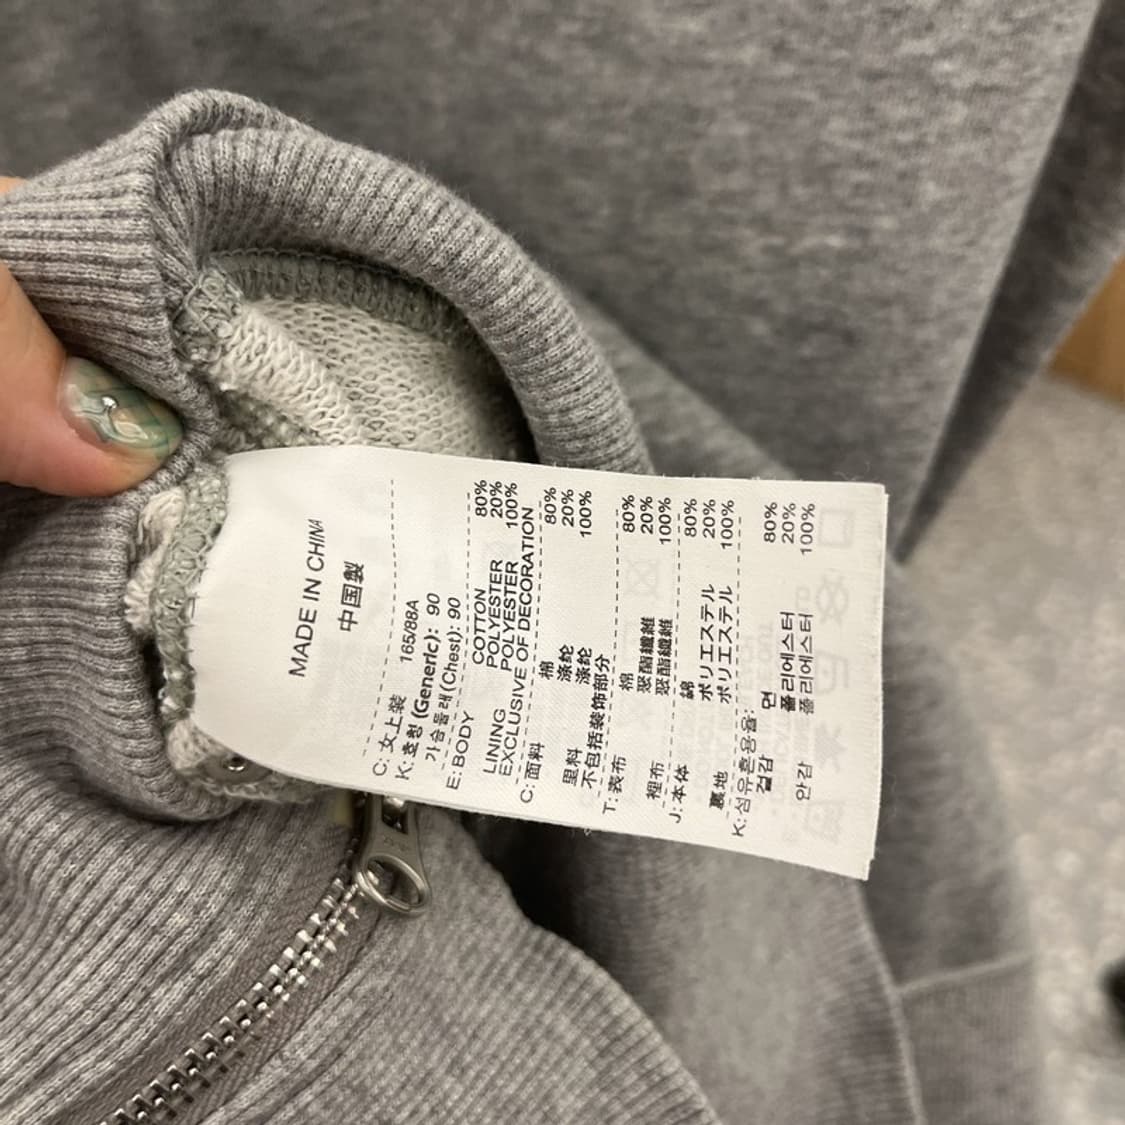 MADE IN CHINA
中国製
C: 女上装 165/88A
K: 호칭 (Generic): 90
가슴둘레(Chest): 90
E: BODY COTTON 80%
POLYESTER 20%
LINING POLYESTER 100%
EXCLUSIVE OF DECORATION
C: 面料 棉 80%
涤纶 20%
里料 涤纶 100%
不包括装饰部分
T: 表布 棉 80%
聚酯纖維 20%
裡布 聚酯纖維 100%
J: 本体 綿 80%
ポリエステル 20%
裏地 ポリエステル 100%
K: 섬유혼용율:
겉감 면 80%
폴리에스터 20%
안감 폴리에스터 100%